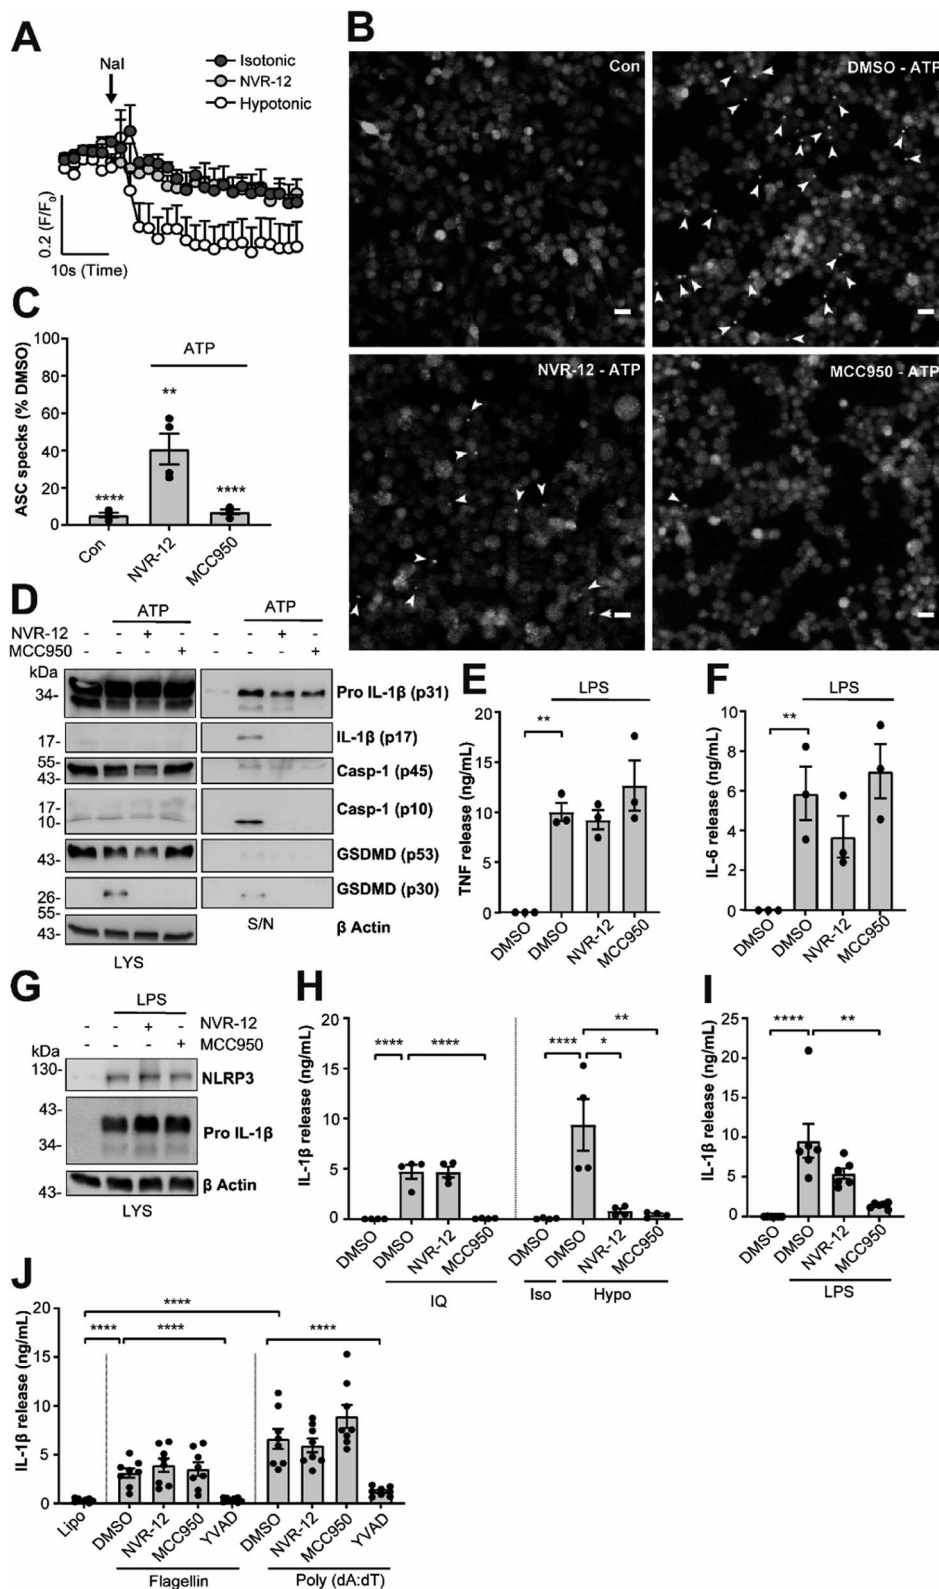 A
NaI
Isotonic
NVR-12
Hypotonic
0.2 (F/F0)
10s (Time)
B
Con
DMSO - ATP
NVR-12 - ATP
MCC950 - ATP
C
ASC specks (% DMSO)
100
80
60
40
20
0
ATP
**
****
****
Con
NVR-12
MCC950
D
ATP
ATP
NVR-12 - - + - - - + -
MCC950 - - - + - - - +
kDa
34-
Pro IL-1β (p31)
17-
IL-1β (p17)
55-
43-
Casp-1 (p45)
17-
10-
Casp-1 (p10)
43-
GSDMD (p53)
26-
GSDMD (p30)
55-
43-
S/N
β Actin
LYS
E
LPS
TNF release (ng/mL)
20
15
10
5
0
**
DMSO
DMSO
NVR-12
MCC950
F
LPS
IL-6 release (ng/mL)
10
8
6
4
2
0
**
DMSO
DMSO
NVR-12
MCC950
G
LPS
- - + - NVR-12
- - - + MCC950
kDa
130-
NLRP3
43-
34-
Pro IL-1β
43-
β Actin
LYS
H
IL-1β release (ng/mL)
20
15
10
5
0
****
****
****
**
*
DMSO
DMSO
NVR-12
MCC950
DMSO
DMSO
NVR-12
MCC950
IQ
Iso
Hypo
I
IL-1β release (ng/mL)
25
20
15
10
5
0
****
**
DMSO
DMSO
NVR-12
MCC950
LPS
J
IL-1β release (ng/mL)
20
15
10
5
0
****
****
****
****
Lipo
DMSO
NVR-12
MCC950
YVAD
DMSO
NVR-12
MCC950
YVAD
Flagellin
Poly (dA:dT)